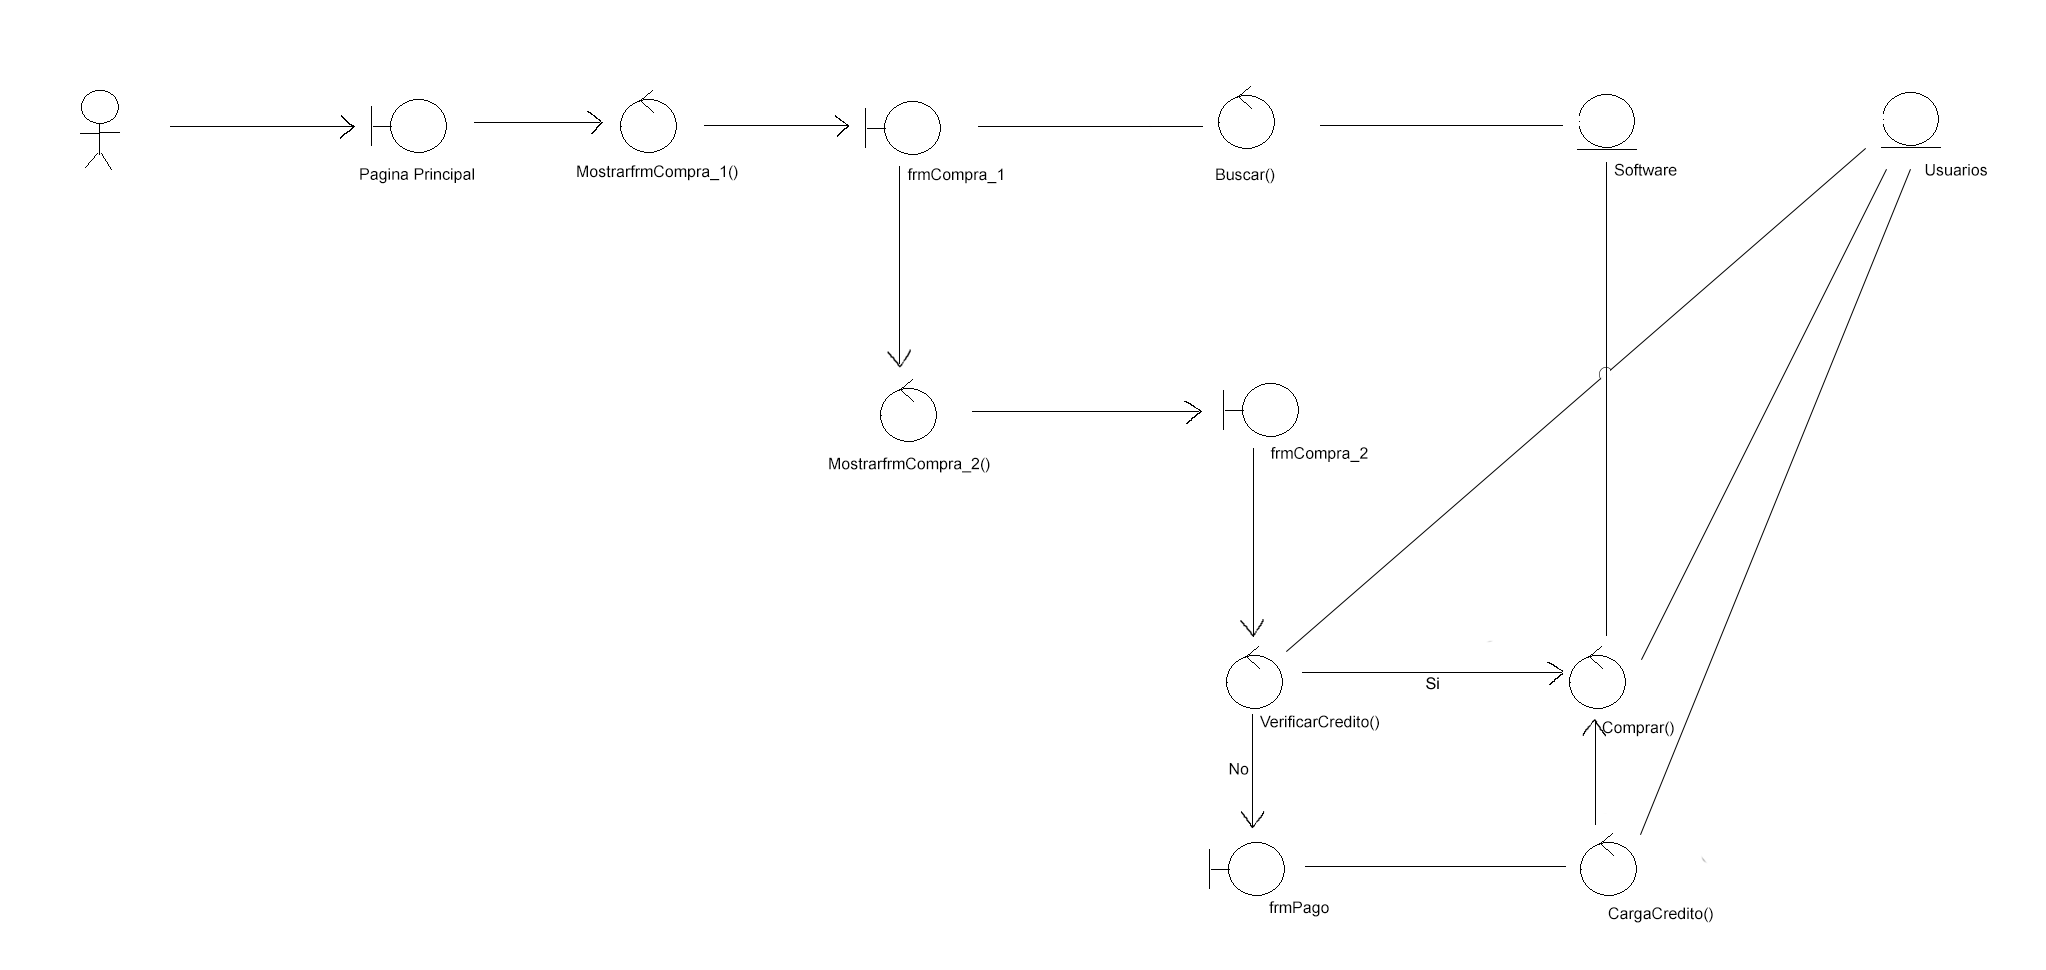 Pagina Principal
MostrarfrmCompra_1()
frmCompra_1
Buscar()
Software
Usuarios
MostrarfrmCompra_2()
frmCompra_2
Si
VerificarCredito()
Comprar()
No
frmPago
CargaCredito()